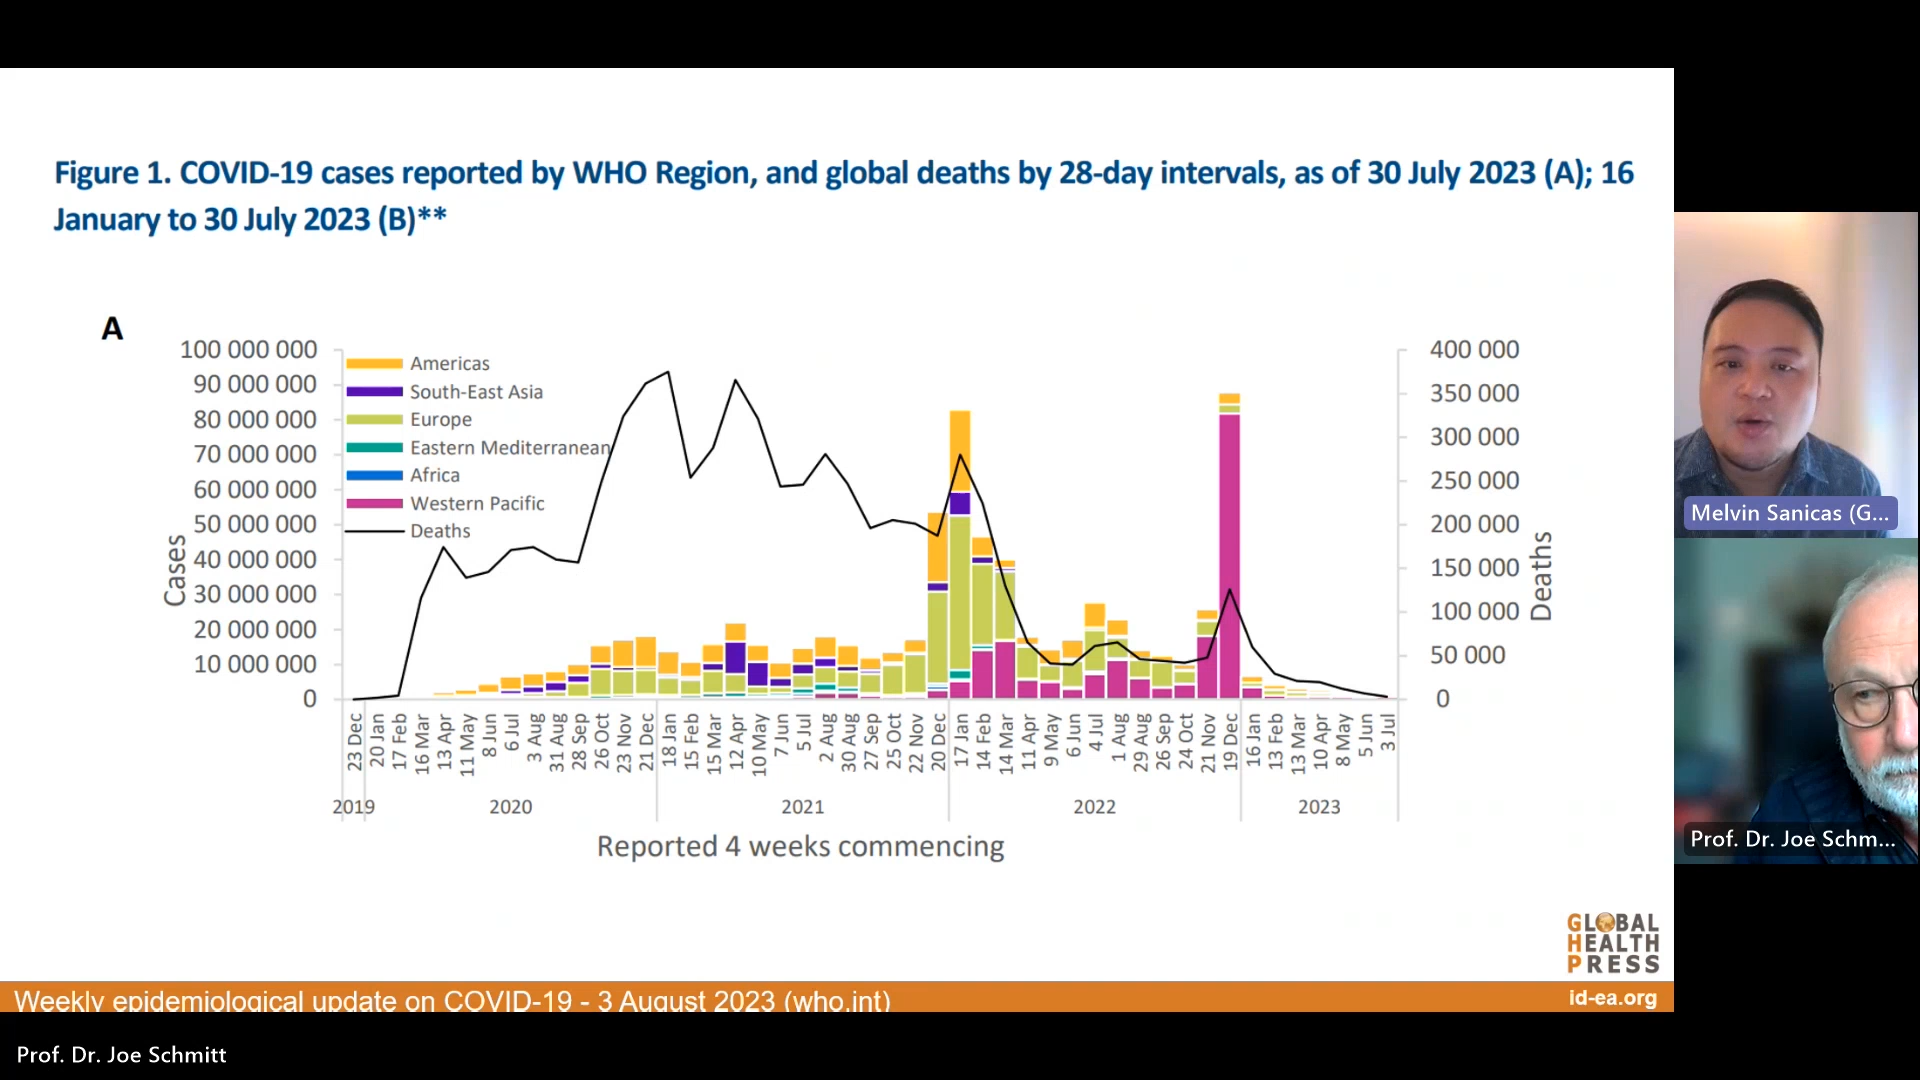 Figure 1. COVID-19 cases reported by WHO Region, and global deaths by 28-day intervals, as of 30 July 2023 (A); 16
January to 30 July 2023 (B)**
A
100 000 000
90 000 000
80 000 000
70 000 000
60 000 000
50 000 000
40 000 000
30 000 000
20 000 000
10 000 000
0
Cases
Americas
South-East Asia
Europe
Eastern Mediterranean
Africa
Western Pacific
Deaths
400 000
350 000
300 000
250 000
200 000
150 000
100 000
50 000
0
Deaths
23 Dec
20 Jan
17 Feb
16 Mar
13 Apr
11 May
8 Jun
6 Jul
3 Aug
31 Aug
28 Sep
26 Oct
23 Nov
21 Dec
18 Jan
15 Feb
15 Mar
12 Apr
10 May
7 Jun
5 Jul
2 Aug
30 Aug
27 Sep
25 Oct
22 Nov
20 Dec
17 Jan
14 Feb
14 Mar
11 Apr
9 May
6 Jun
4 Jul
1 Aug
29 Aug
26 Sep
24 Oct
21 Nov
19 Dec
16 Jan
13 Feb
13 Mar
10 Apr
8 May
5 Jun
3 Jul
2019 2020 2021 2022 2023
Reported 4 weeks commencing
GLOBAL
HEALTH
PRESS
Weekly epidemiological update on COVID-19 - 3 August 2023 (who.int)
id-ea.org
Melvin Sanicas (G...
Prof. Dr. Joe Schm...
Prof. Dr. Joe Schmitt